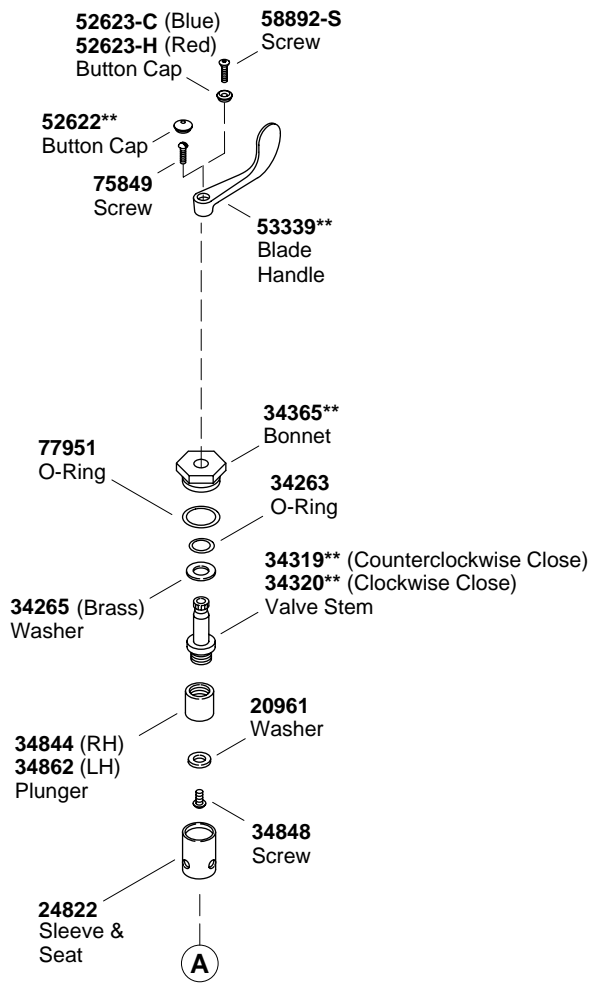 52623-C (Blue)
52623-H (Red)
Button Cap
58892-S
Screw
52622**
Button Cap
75849
Screw
53339**
Blade
Handle
34365**
Bonnet
77951
O-Ring
34263
O-Ring
34319** (Counterclockwise Close)
34320** (Clockwise Close)
Valve Stem
34265 (Brass)
Washer
20961
Washer
34844 (RH)
34862 (LH)
Plunger
34848
Screw
24822
Sleeve &
Seat
A